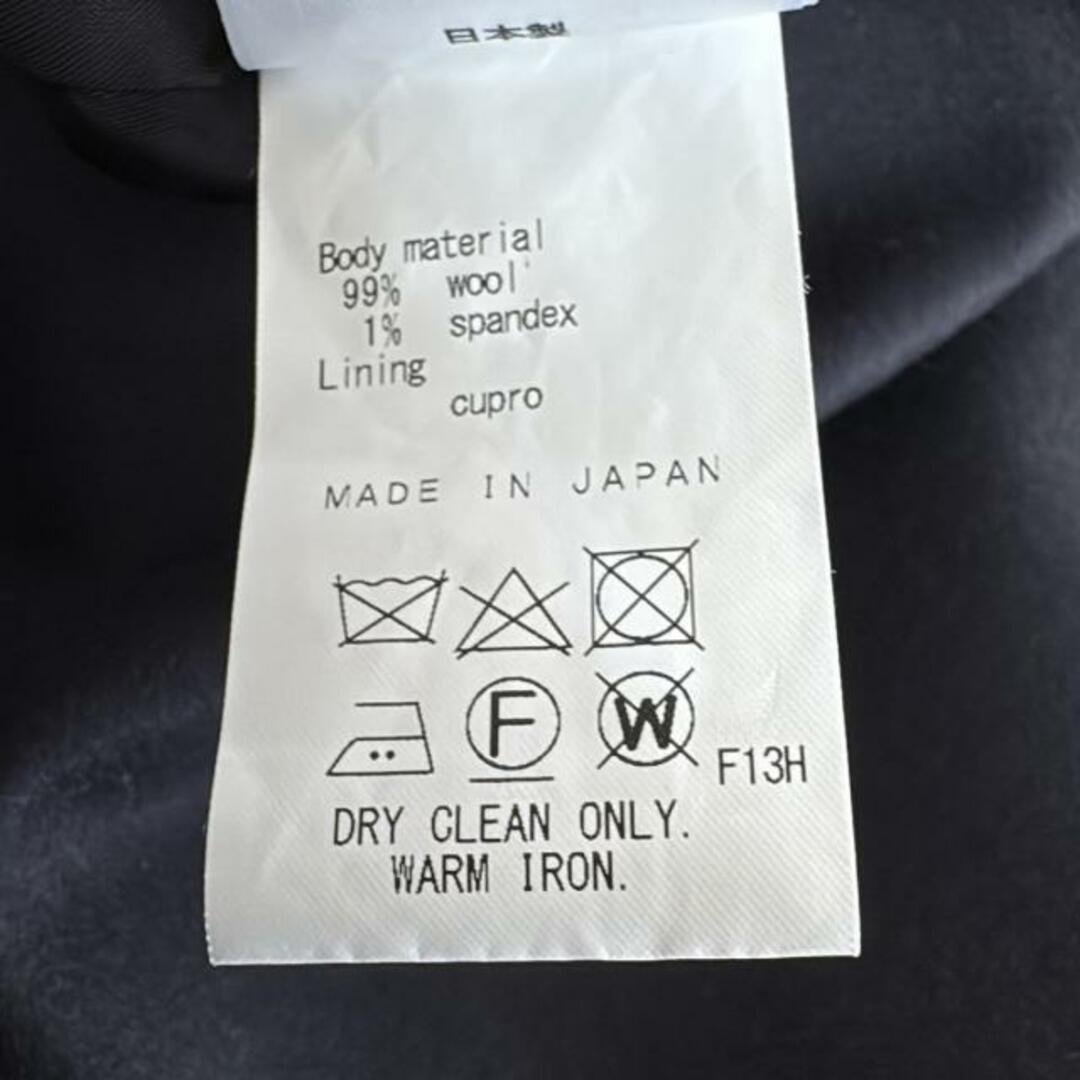 日本製
Body material
99% wool
1% spandex
Lining
cupro
MADE IN JAPAN
F W F13H
DRY CLEAN ONLY.
WARM IRON.